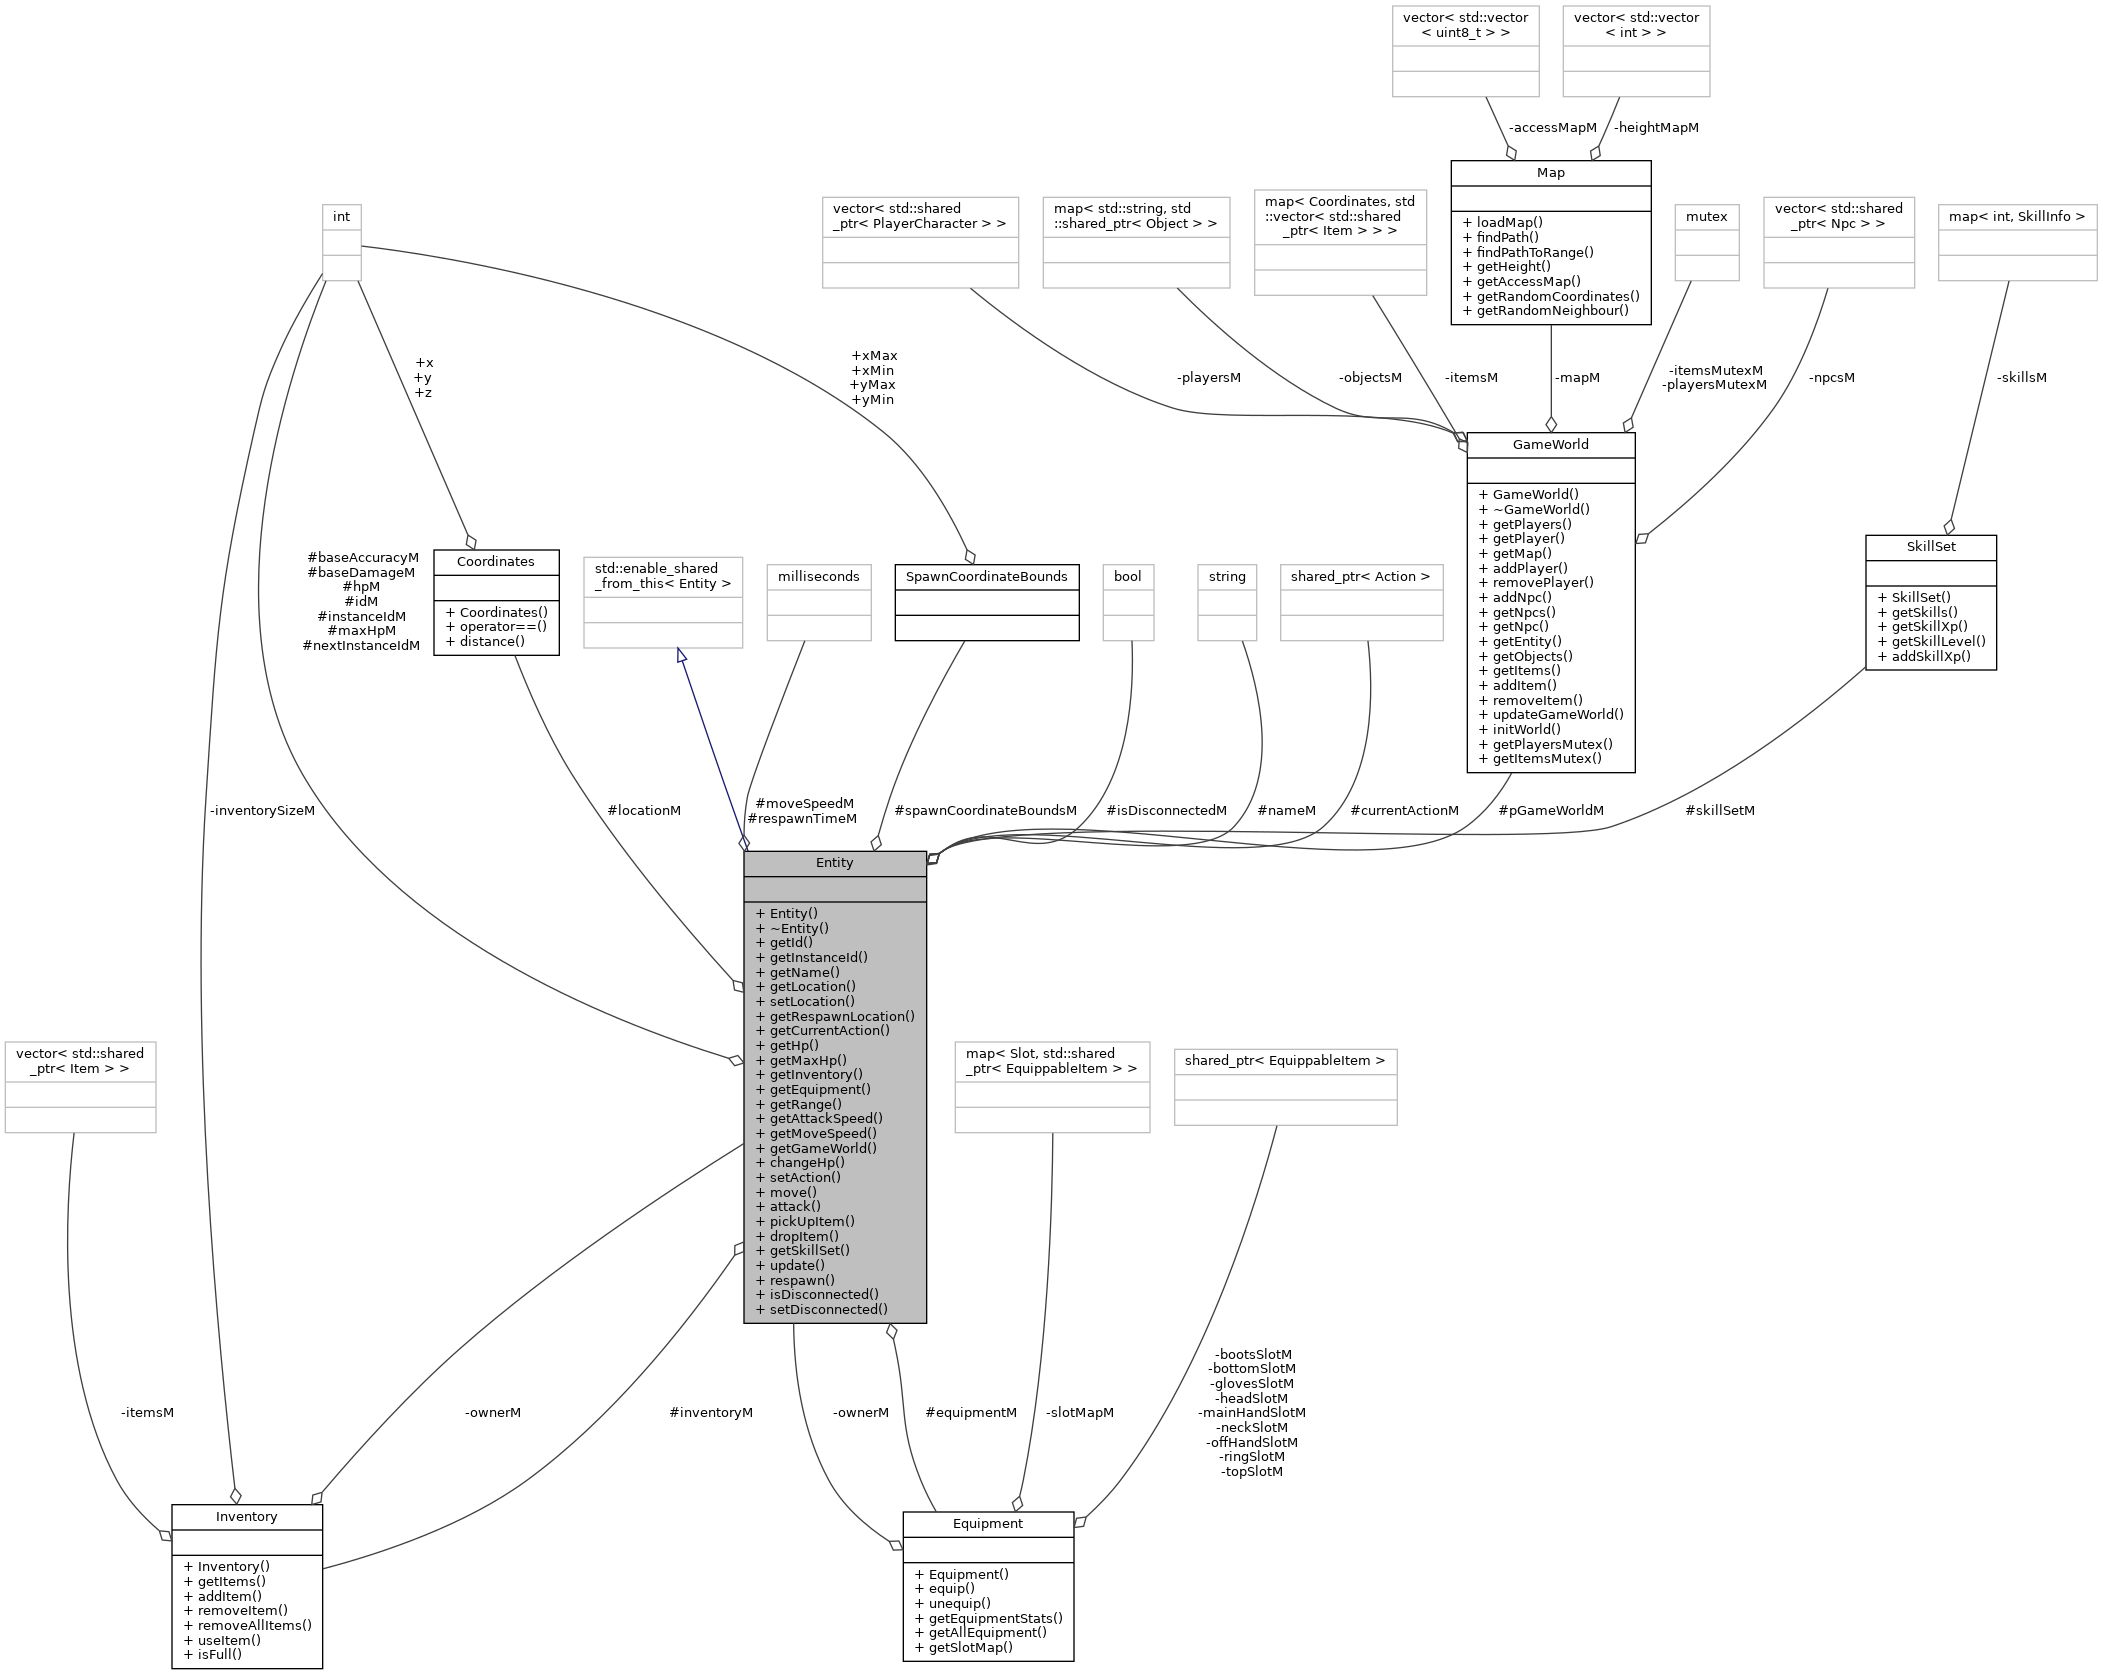 vector< std::vector
< uint8_t > >
vector< std::vector
< int > >
-accessMapM
-heightMapM
Map
+ loadMap()
+ findPath()
+ findPathToRange()
+ getHeight()
+ getAccessMap()
+ getRandomCoordinates()
+ getRandomNeighbour()
int
vector< std::shared
_ptr< PlayerCharacter > >
map< std::string, std
::shared_ptr< Object > >
map< Coordinates, std
::vector< std::shared
_ptr< Item > > >
mutex
vector< std::shared
_ptr< Npc > >
map< int, SkillInfo >
+x
+y
+z
+xMax
+xMin
+yMax
+yMin
-playersM
-objectsM
-itemsM
-mapM
-itemsMutexM
-playersMutexM
-npcsM
-skillsM
GameWorld
+ GameWorld()
+ ~GameWorld()
+ getPlayers()
+ getPlayer()
+ getMap()
+ addPlayer()
+ removePlayer()
+ addNpc()
+ getNpcs()
+ getNpc()
+ getEntity()
+ getObjects()
+ getItems()
+ addItem()
+ removeItem()
+ updateGameWorld()
+ initWorld()
+ getPlayersMutex()
+ getItemsMutex()
SkillSet
+ SkillSet()
+ getSkills()
+ getSkillXp()
+ getSkillLevel()
+ addSkillXp()
#baseAccuracyM
#baseDamageM
#hpM
#idM
#instanceIdM
#maxHpM
#nextInstanceIdM
Coordinates
+ Coordinates()
+ operator==()
+ distance()
std::enable_shared
_from_this< Entity >
milliseconds
SpawnCoordinateBounds
bool
string
shared_ptr< Action >
-inventorySizeM
#locationM
#moveSpeedM
#respawnTimeM
#spawnCoordinateBoundsM
#isDisconnectedM
#nameM
#currentActionM
#pGameWorldM
#skillSetM
Entity
+ Entity()
+ ~Entity()
+ getId()
+ getInstanceId()
+ getName()
+ getLocation()
+ setLocation()
+ getRespawnLocation()
+ getCurrentAction()
+ getHp()
+ getMaxHp()
+ getInventory()
+ getEquipment()
+ getRange()
+ getAttackSpeed()
+ getMoveSpeed()
+ getGameWorld()
+ changeHp()
+ setAction()
+ move()
+ attack()
+ pickUpItem()
+ dropItem()
+ getSkillSet()
+ update()
+ respawn()
+ isDisconnected()
+ setDisconnected()
vector< std::shared
_ptr< Item > >
map< Slot, std::shared
_ptr< EquippableItem > >
shared_ptr< EquippableItem >
-itemsM
-ownerM
#inventoryM
-ownerM
#equipmentM
-slotMapM
-bootsSlotM
-bottomSlotM
-glovesSlotM
-headSlotM
-mainHandSlotM
-neckSlotM
-offHandSlotM
-ringSlotM
-topSlotM
Inventory
+ Inventory()
+ getItems()
+ addItem()
+ removeItem()
+ removeAllItems()
+ useItem()
+ isFull()
Equipment
+ Equipment()
+ equip()
+ unequip()
+ getEquipmentStats()
+ getAllEquipment()
+ getSlotMap()